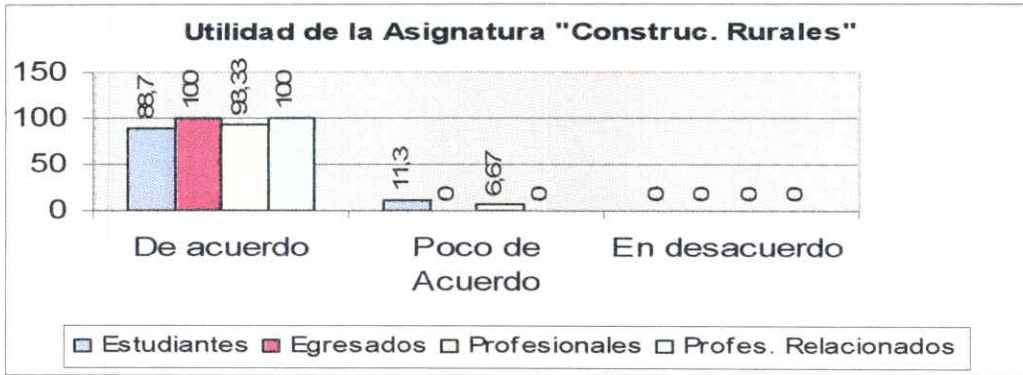 Utilidad de la Asignatura "Construc. Rurales"
150
100
50
0
88,7
100
93,33
100
11,3
0
6,67
0
0
0
0
0
De acuerdo
Poco de
Acuerdo
En desacuerdo
Estudiantes
Egresados
Profesionales
Profes. Relacionados